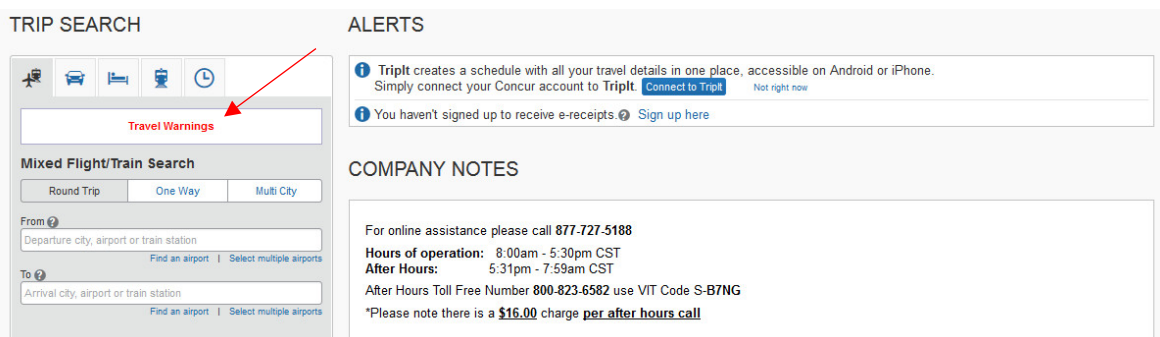 TRIP SEARCH
Travel Warnings
Mixed Flight/Train Search
Round Trip
One Way
Multi City
From
Departure city, airport or train station
Find an airport | Select multiple airports
To
Arrival city, airport or train station
Find an airport | Select multiple airports
ALERTS
TripIt creates a schedule with all your travel details in one place, accessible on Android or iPhone.
Simply connect your Concur account to TripIt. Connect to TripIt Not right now
You haven't signed up to receive e-receipts. Sign up here
COMPANY NOTES
For online assistance please call 877-727-5188
Hours of operation: 8:00am - 5:30pm CST
After Hours: 5:31pm - 7:59am CST
After Hours Toll Free Number 800-823-6582 use VIT Code S-B7NG
*Please note there is a $16.00 charge per after hours call